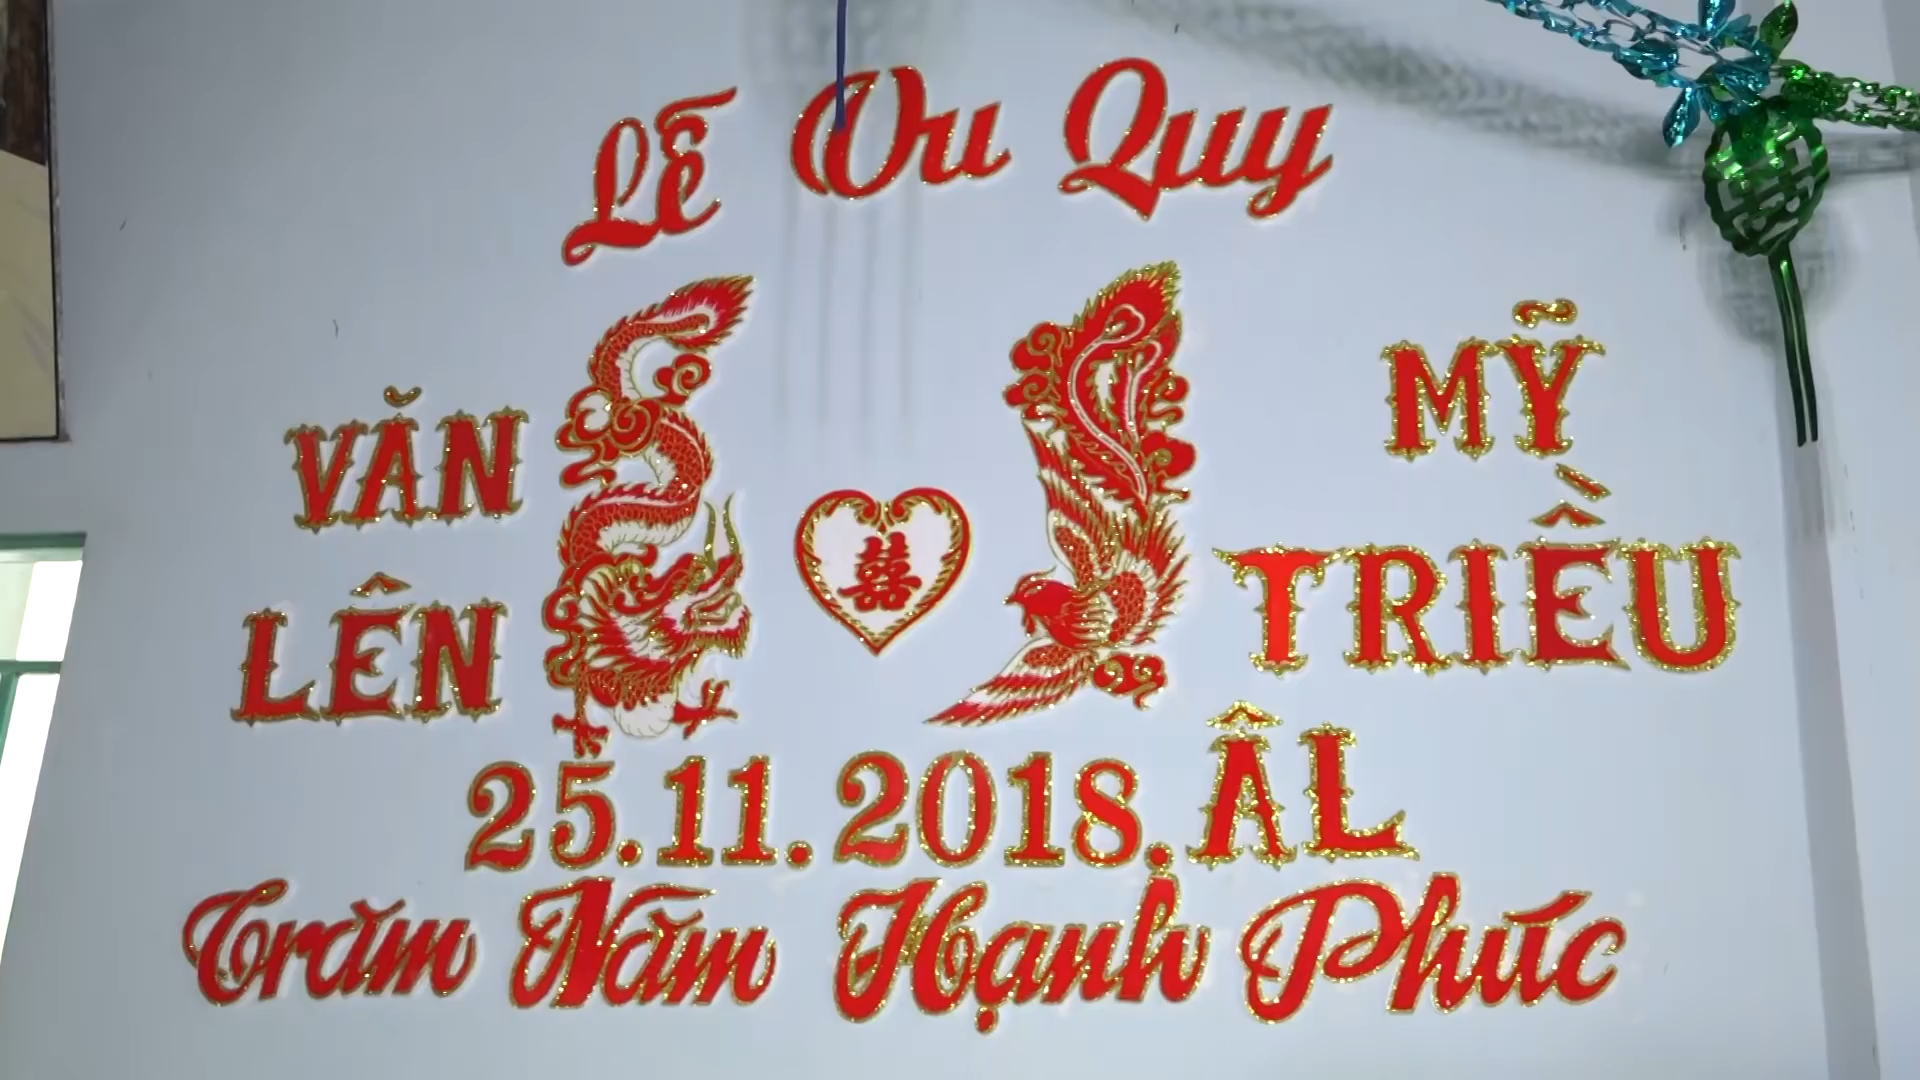 Lễ Vu Quy
VĂN LÊN
囍
MỸ TRIỀU
25.11.2018.ÂL
Trăm Năm Hạnh Phúc